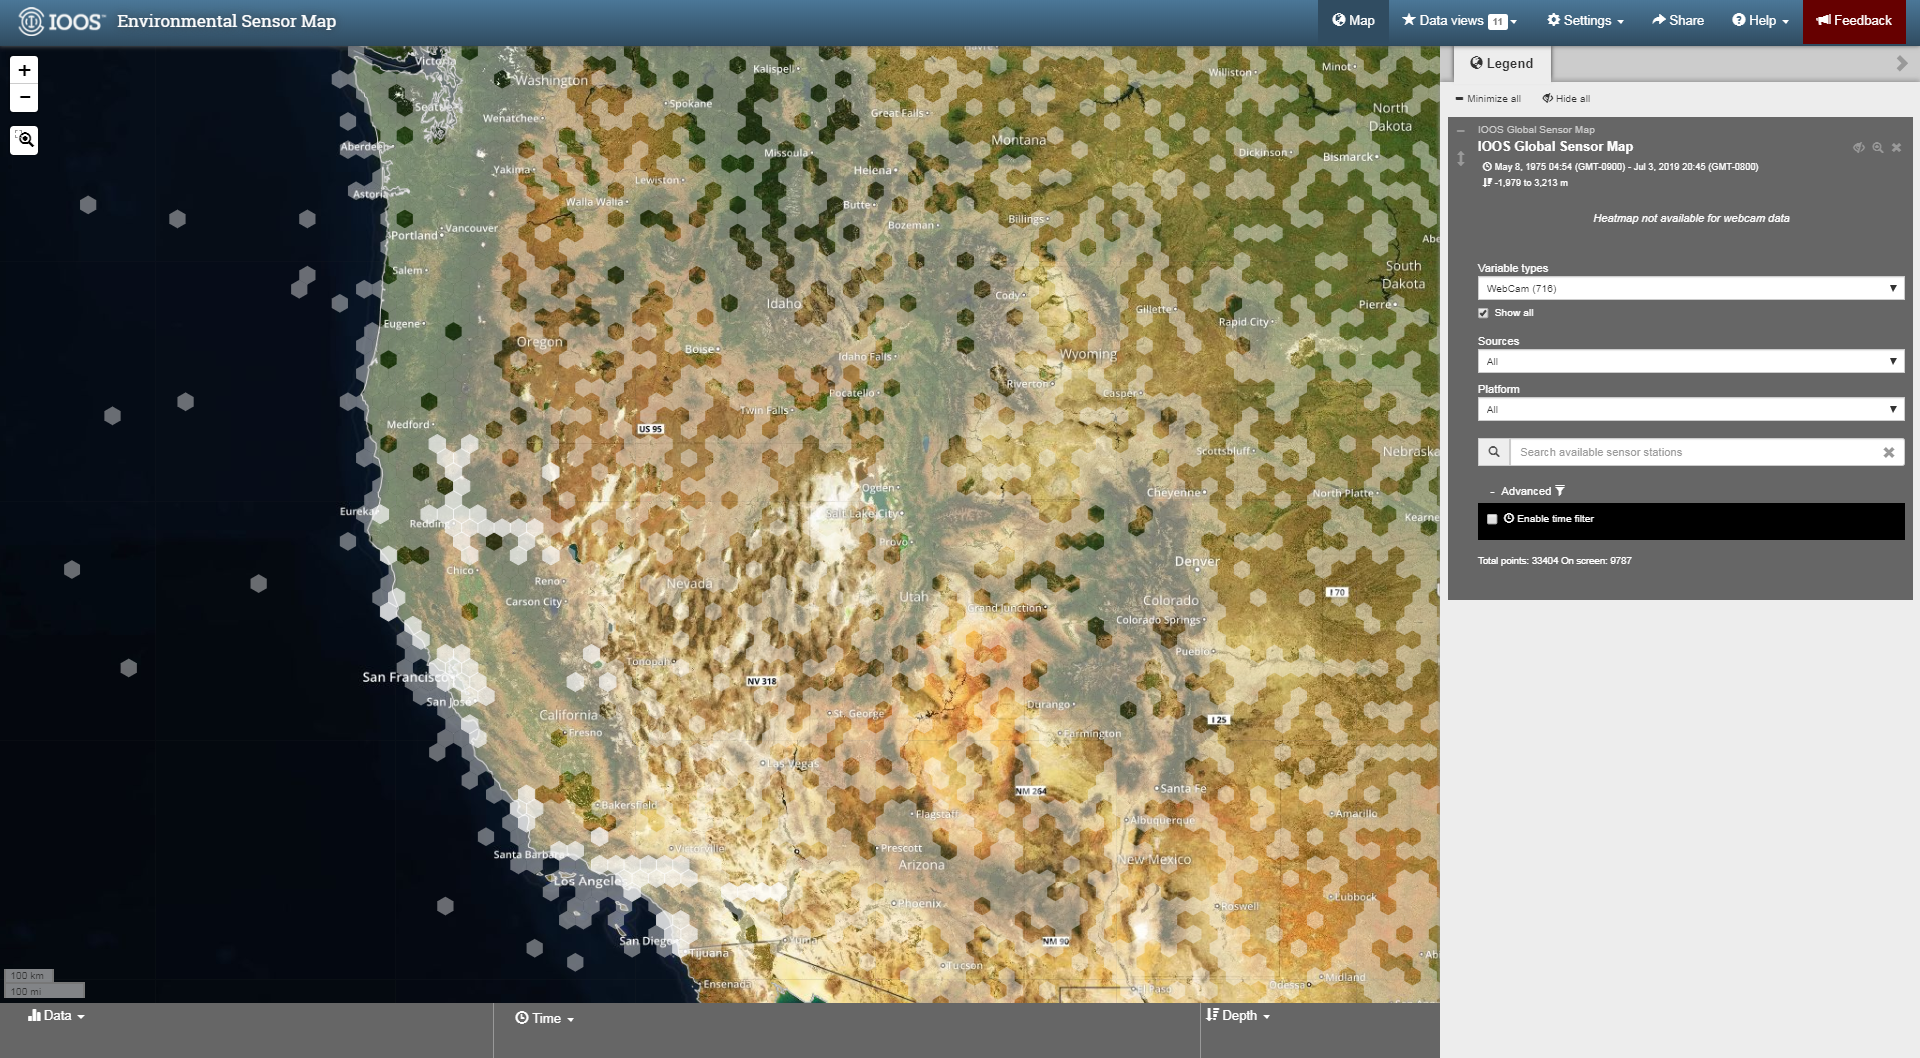 IOOS Environmental Sensor Map
Map
Data views 11
Settings
Share
Help
Feedback
+
−
Victoria
Seattle
Washington
Wenatchee
Spokane
Aberdeen
Yakima
Astoria
Lewiston
Walla Walla
Vancouver
Portland
Salem
Eugene
Oregon
Medford
Kalispell
Havre
Great Falls
Montana
Missoula
Helena
Butte
Bozeman
Billings
Williston
Minot
North Dakota
Dickinson
Bismarck
Abe
South Dakota
Pierre
Idaho
Boise
Idaho Falls
Pocatello
Twin Falls
Cody
Gillette
Rapid City
Wyoming
Riverton
Casper
US 95
Scottsbluff
Nebraska
Ogden
Cheyenne
North Platte
Eureka
Redding
Salt Lake City
Kearne
Provo
Chico
Reno
Nevada
Denver
Carson City
Utah
Grand Junction
Colorado
I 70
Colorado Springs
Pueblo
Tonopah
San Francisco
NV 318
San Jose
California
St. George
Durango
I 25
Fresno
Farmington
Las Vegas
Santa Fe
NM 264
Bakersfield
Flagstaff
Albuquerque
Amarillo
Santa Barbara
Victorville
Prescott
Arizona
New Mexico
Los Angeles
Phoenix
Roswell
Lubbock
San Diego
Yuma
NM 90
Tijuana
Tucson
Midland
Ab
Ensenada
El Paso
Odessa
100 km
100 mi
Data
Time
Depth
Legend
Minimize all Hide all
IOOS Global Sensor Map
IOOS Global Sensor Map
May 8, 1975 04:54 (GMT-0900) - Jul 3, 2019 20:45 (GMT-0800)
-1,979 to 3,213 m
Heatmap not available for webcam data
Variable types
WebCam (716)
Show all
Sources
All
Platform
All
Search available sensor stations
- Advanced
Enable time filter
Total points: 33404 On screen: 9787